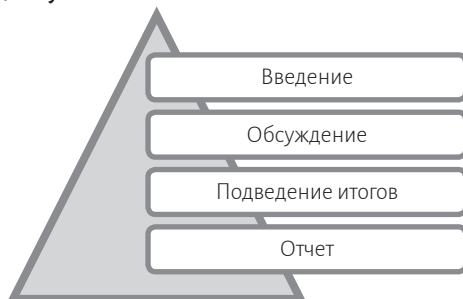 Введение
Обсуждение
Подведение итогов
Отчет